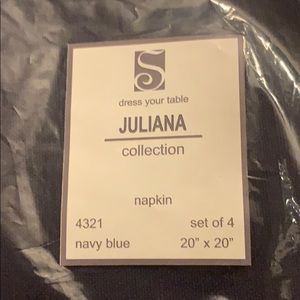 S
dress your table
JULIANA
collection
napkin
4321 set of 4
navy blue 20" x 20"